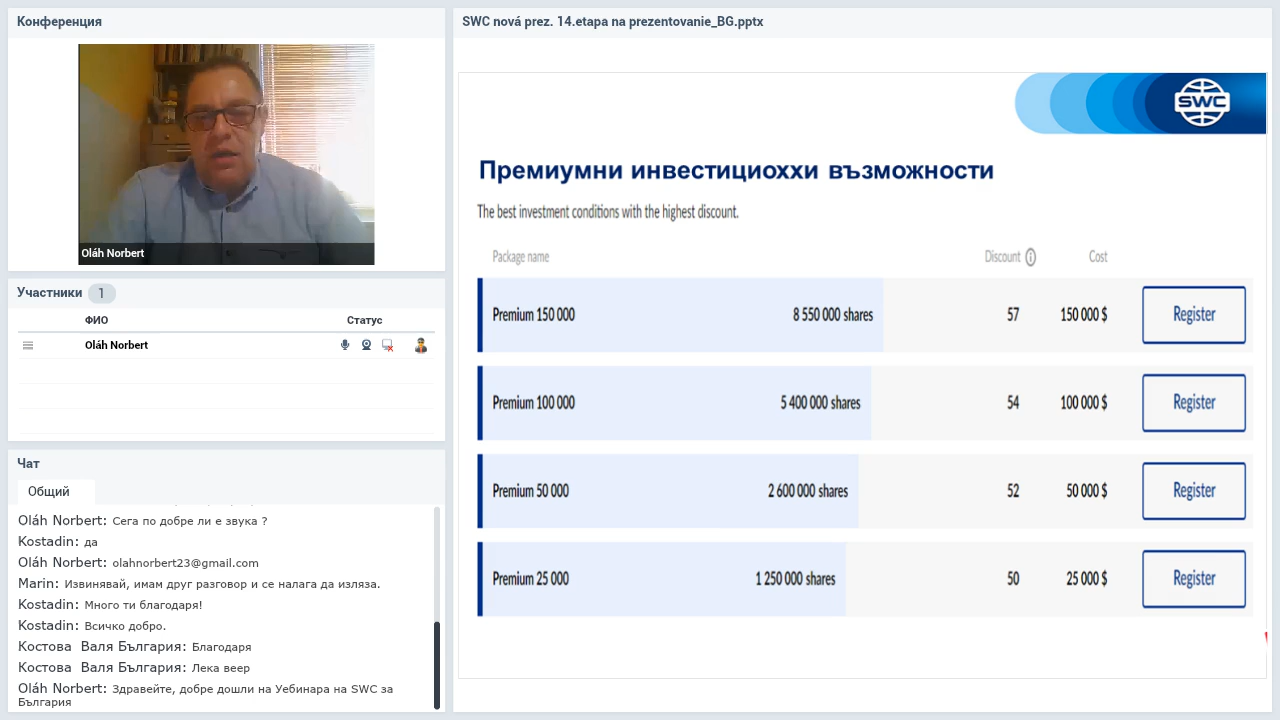 Конференция
Oláh Norbert
Участники 1
ФИО Статус
Oláh Norbert
Чат
Общий
Oláh Norbert: Сега по добре ли е звука ?
Kostadin: да
Oláh Norbert: olahnorbert23@gmail.com
Marin: Извинявай, имам друг разговор и се налага да изляза.
Kostadin: Много ти благодаря!
Kostadin: Всичко добро.
Костова Валя България: Благодаря
Костова Валя България: Лека веер
Oláh Norbert: Здравейте, добре дошли на Уебинара на SWC за
България
SWC nová prez. 14.etapa na prezentovanie_BG.pptx
SWC
Премиумни инвестициоххи възможности
The best investment conditions with the highest discount.
Package name Discount Cost
Premium 150 000 8 550 000 shares 57 150 000 $ Register
Premium 100 000 5 400 000 shares 54 100 000 $ Register
Premium 50 000 2 600 000 shares 52 50 000 $ Register
Premium 25 000 1 250 000 shares 50 25 000 $ Register